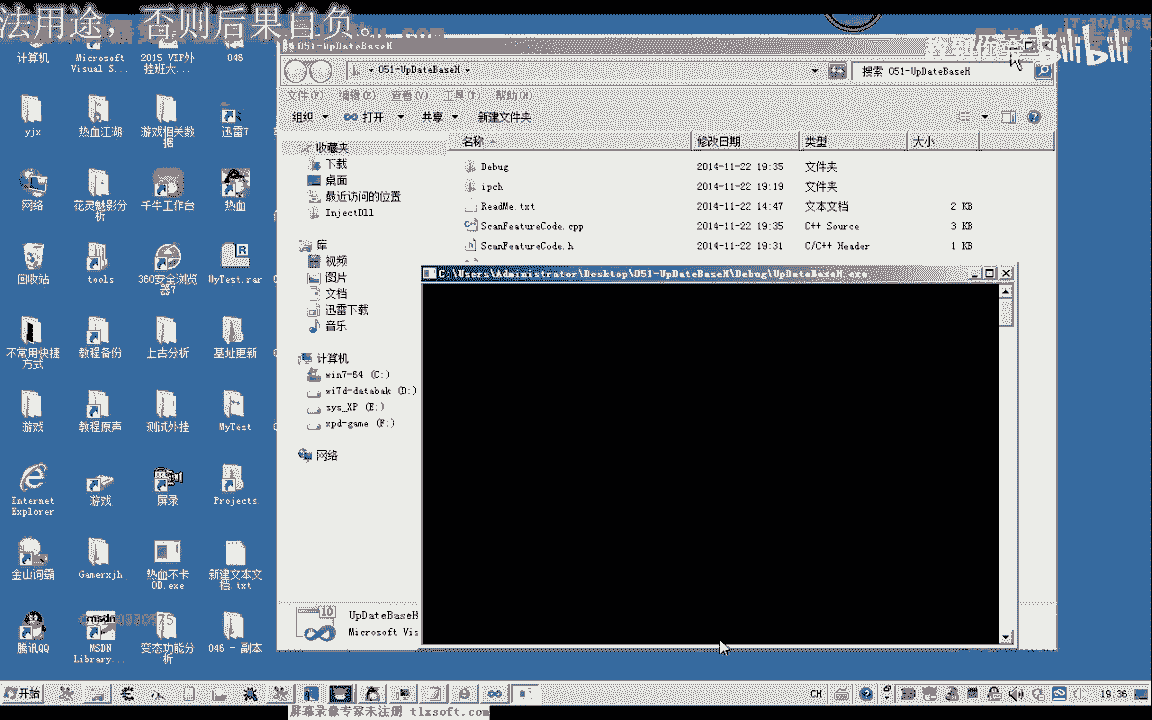 法用途，否则后果自负。
17:10/19:5
bilibili
051-UpDateBaseH
计算机
Microsoft Visual S...
2015 VIP外挂班大...
048
yjx
热血江湖
游戏相关数据
迅雷7
网络
花灵魅影分析
千牛工作台
热血
回收站
tools
360安全浏览器7
MyTest.rar
不常用快捷方式
教程备份
上古分析
基址更新
游戏
教程原声
测试外挂
MyTest
Internet Explorer
游戏
屏录
Projects
金山词霸
Gamerxjh
热血不卡OD.exe
新建文本文档.txt
腾讯QQ
MSDN Library...
变态功能分析
046 - 副本
051-UpDateBaseH
搜索 051-UpDateBaseH
文件(F) 编辑(E) 查看(V) 工具(T) 帮助(H)
组织 打开 共享 新建文件夹
收藏夹
下载
桌面
最近访问的位置
InjectDll
库
视频
图片
文档
迅雷下载
音乐
计算机
win7-64 (C:)
wi7d-databak (D:)
sys_XP (E:)
xpd-game (F:)
网络
名称 修改日期 类型 大小
Debug 2014-11-22 19:35 文件夹
ipch 2014-11-22 19:19 文件夹
ReadMe.txt 2014-11-22 14:47 文本文档 2 KB
ScanFeatureCode.cpp 2014-11-22 19:35 C++ Source 3 KB
ScanFeatureCode.h 2014-11-22 19:31 C/C++ Header 1 KB
C:\Users\Administrator\Desktop\051-UpDateBaseH\Debug\UpDateBaseH.exe
10
UpDateBaseH
Microsoft Vis
开始
CH
19:36
屏幕录像专家未注册 tlxsoft.com